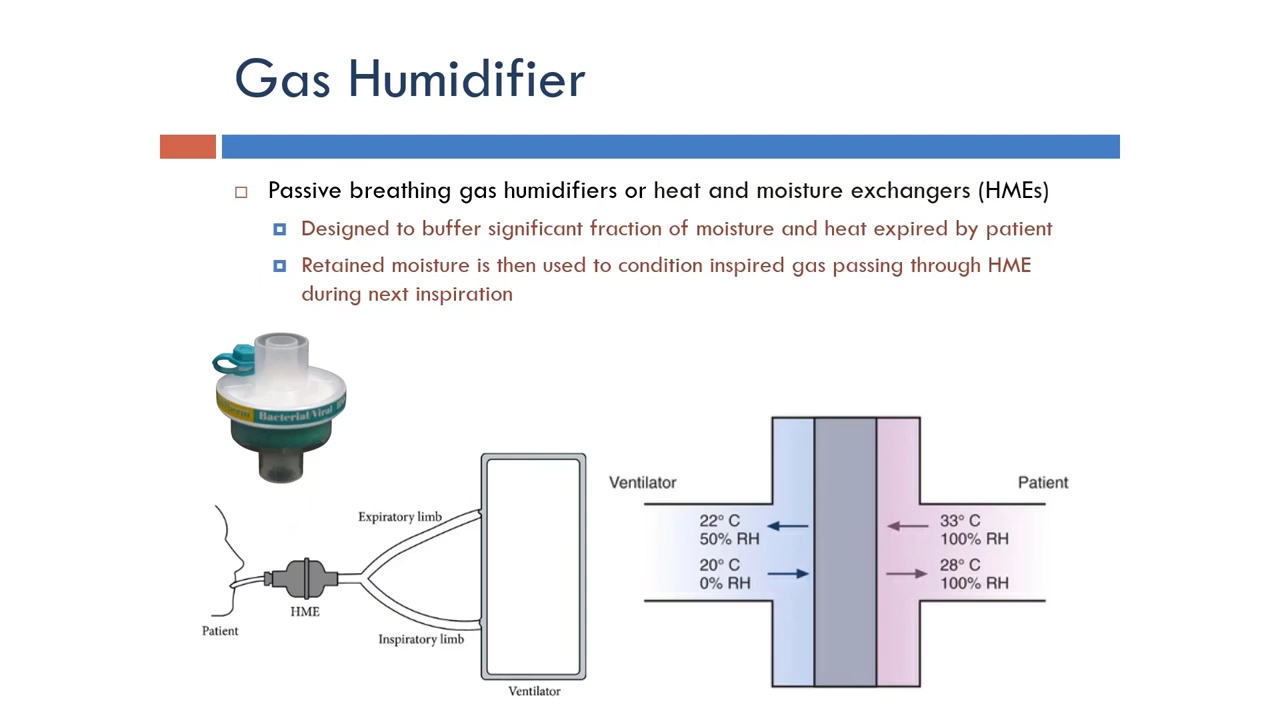 Gas Humidifier
Passive breathing gas humidifiers or heat and moisture exchangers (HMEs)
Designed to buffer significant fraction of moisture and heat expired by patient
Retained moisture is then used to condition inspired gas passing through HME
during next inspiration
Bacterial Viral
Expiratory limb
HME
Patient
Inspiratory limb
Ventilator
Ventilator
Patient
22° C
50% RH
33° C
100% RH
20° C
0% RH
28° C
100% RH